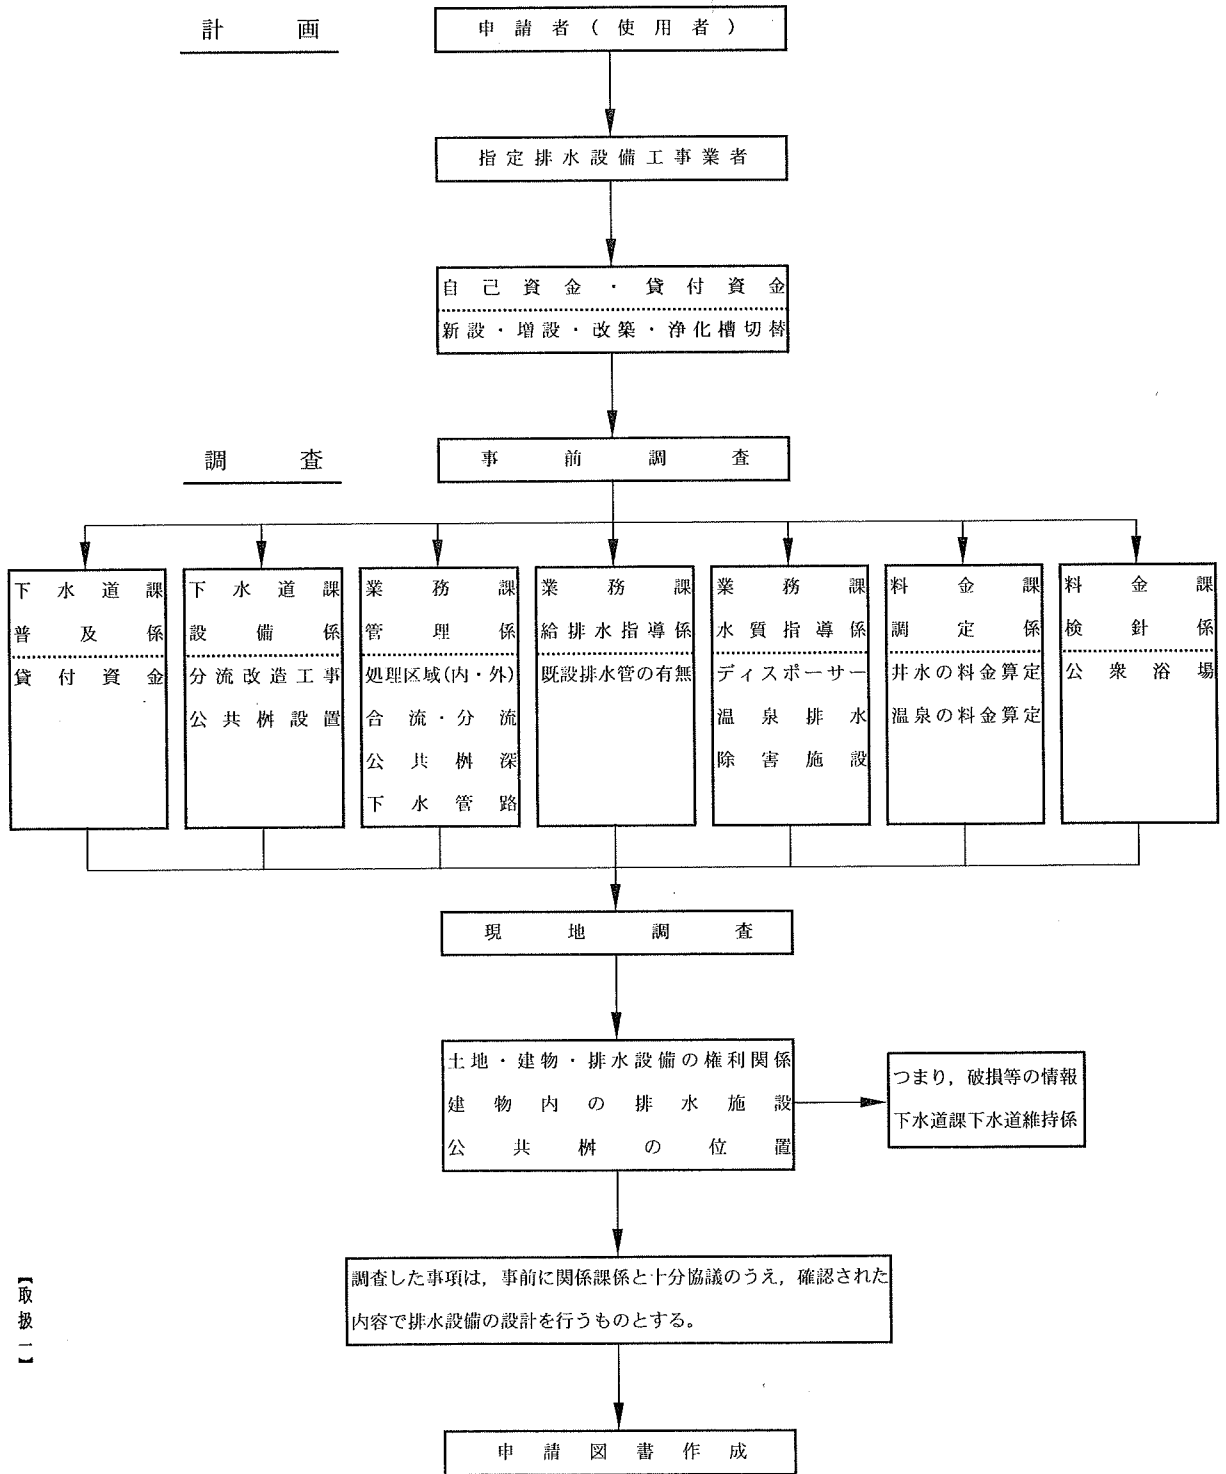 計画
申請者(使用者)
指定排水設備工事業者
自己資金・貸付資金
新設・増設・改築・浄化槽切替
調査
事前調査
下水道課
普及係
貸付資金
下水道課
設備係
分流改造工事
公共桝設置
業務課
管理係
処理区域(内・外)
合流・分流
公共桝深
下水管路
業務課
給排水指導係
既設排水管の有無
業務課
水質指導係
ディスポーサー
温泉排水
除害施設
料金課
調定係
井水の料金算定
温泉の料金算定
料金課
検針係
公衆浴場
現地調査
土地・建物・排水設備の権利関係
建物内の排水施設
公共桝の位置
つまり,破損等の情報
下水道課下水道維持係
調査した事項は,事前に関係課係と十分協議のうえ,確認された
内容で排水設備の設計を行うものとする。
申請図書作成
【取扱一】